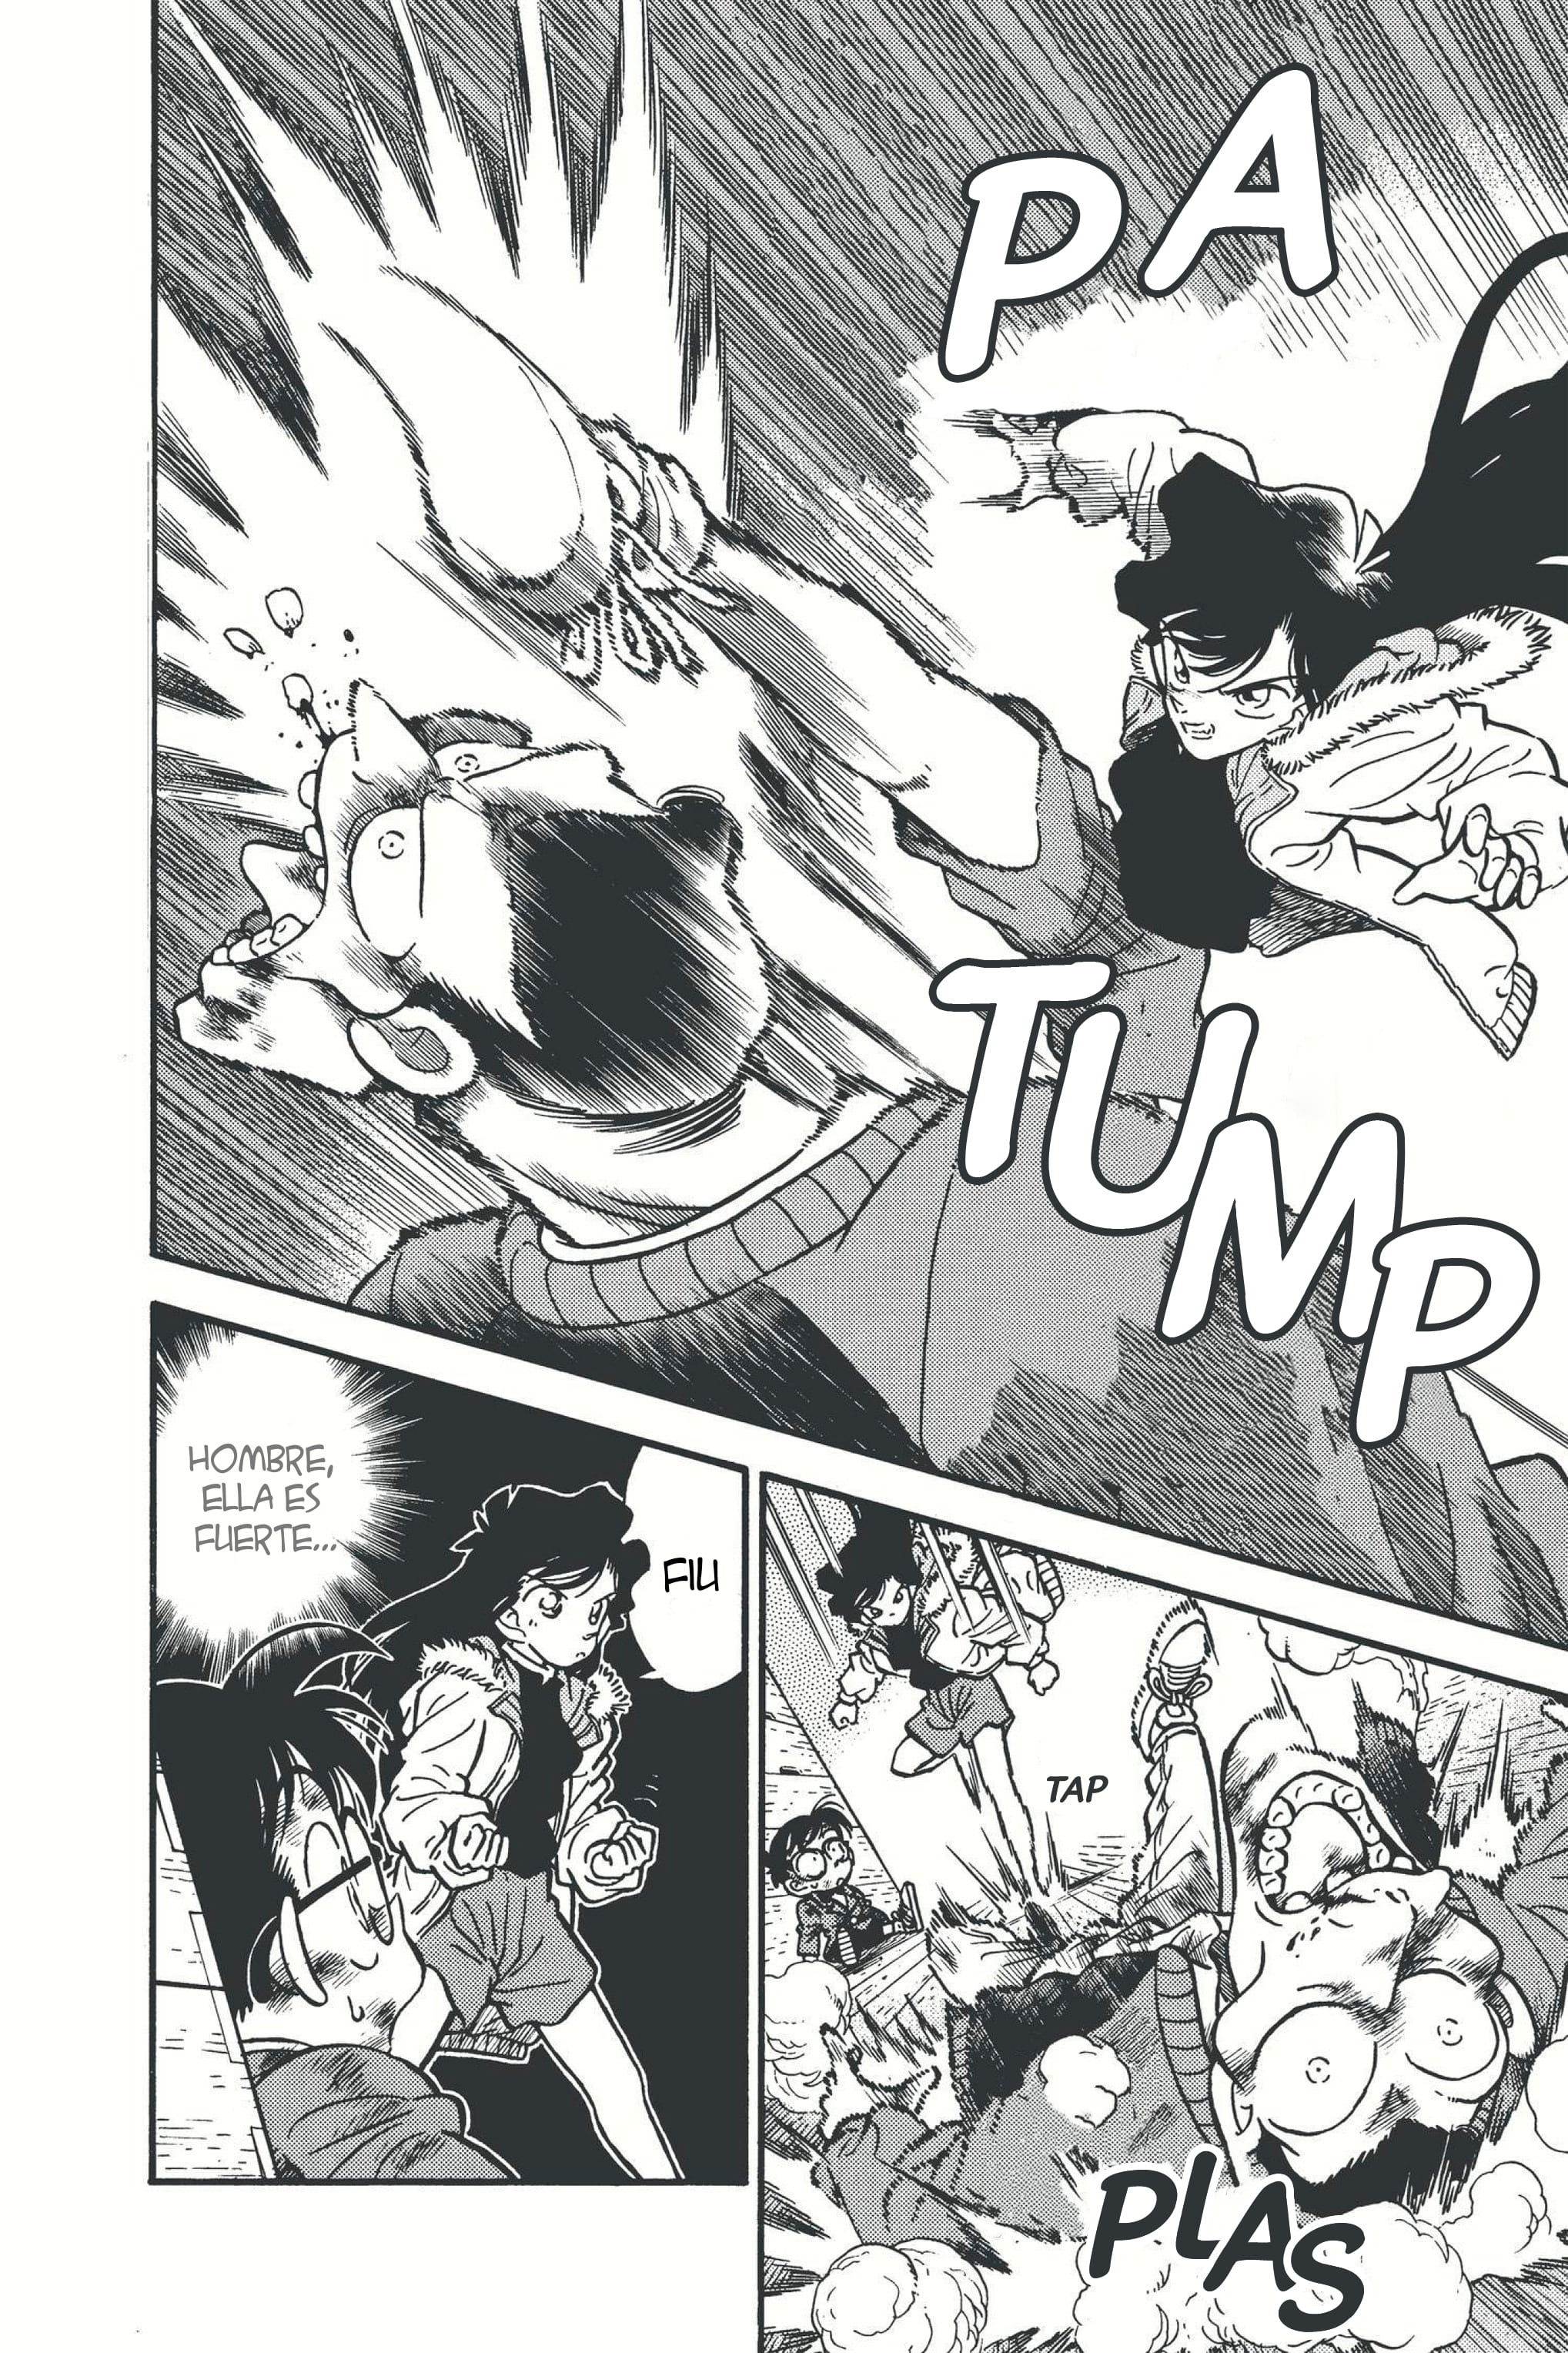 PA
TUMP
TAP
PLAS
FIU
HOMBRE,
ELLA ES
FUERTE...